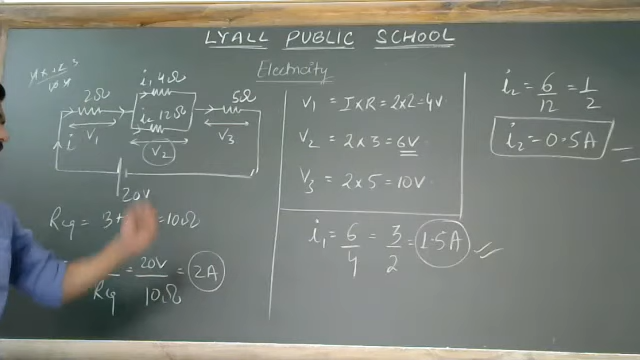 LYALL PUBLIC SCHOOL
Electricity
i₁ 4Ω
2Ω
i₂ 12Ω
5Ω
V₁
V₂
V₃
i
20V
Req = 3+ = 10Ω
= 20V/10Ω = 2A
Req
V₁ = I×R = 2×2 = 4V
V₂ = 2×3 = 6V
V₃ = 2×5 = 10V
i₁ = 6/4 = 3/2 = 1.5A
i₂ = 6/12 = 1/2
i₂ = 0.5A